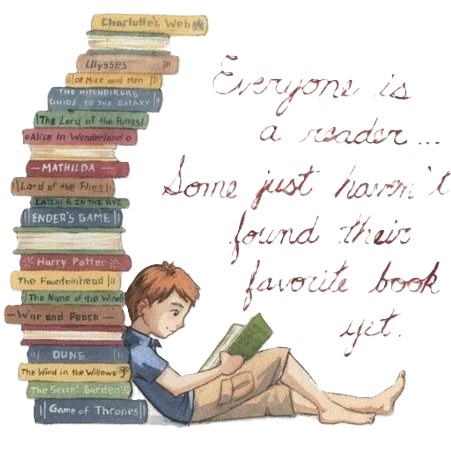 Charlotte's Web
Ulysses
Of Mice and Men
THE HITCHHIKERS
GUIDE TO THE GALAXY
The Lord of the Rings
Alice in Wonderland
MATHILDA
Lord of the Flies
CATCHER IN THE RYE
ENDER'S GAME
Harry Potter
The Fountainhead
The Name of the Wind
War and Peace
DUNE
The Wind in the Willows
The Secret Garden
Game of Thrones
Everyone is
a reader...
Some just haven't
found their
favorite book
yet.